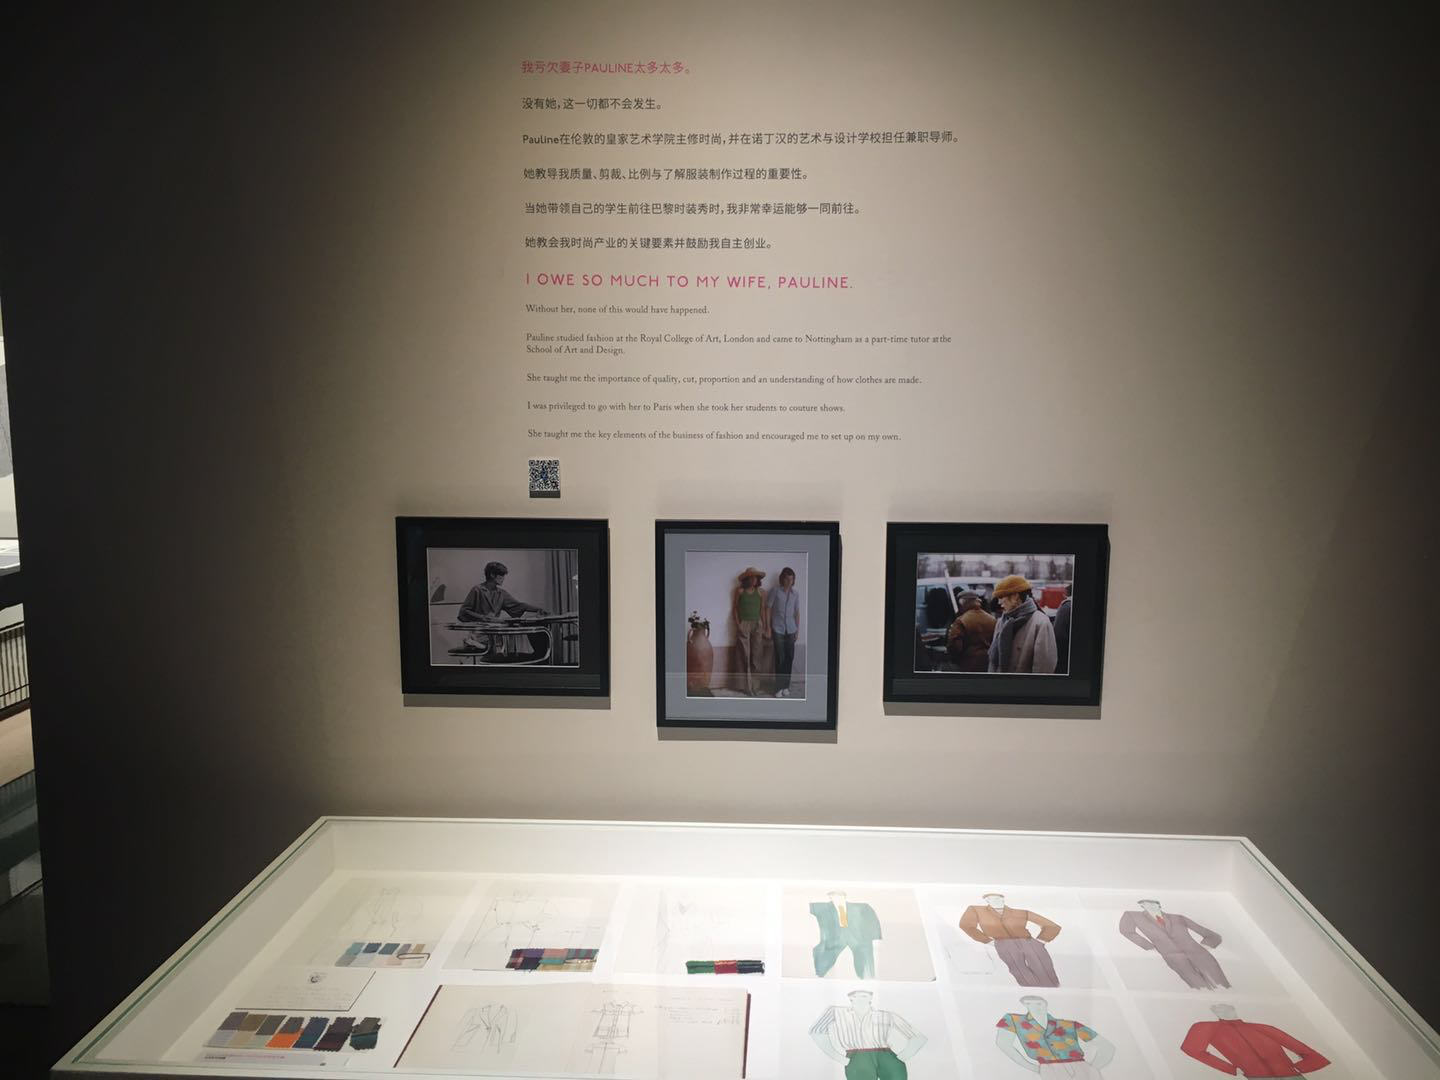 我亏欠妻子PAULINE太多太多。
没有她，这一切都不会发生。
Pauline在伦敦的皇家艺术学院主修时尚，并在诺丁汉的艺术与设计学校担任兼职导师。
她教导我质量、剪裁、比例与了解服装制作过程的重要性。
当她带领自己的学生前往巴黎时装秀时，我非常幸运能够一同前往。
她教会我时尚产业的关键要素并鼓励我自主创业。
I OWE SO MUCH TO MY WIFE, PAULINE.
Without her, none of this would have happened.
Pauline studied fashion at the Royal College of Art, London and came to Nottingham as a part-time tutor at the
School of Art and Design.
She taught me the importance of quality, cut, proportion and an understanding of how clothes are made.
I was privileged to go with her to Paris when she took her students to couture shows.
She taught me the key elements of the business of fashion and encouraged me to set up on my own.